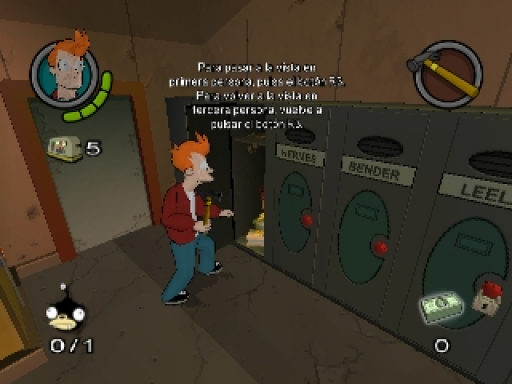 Para pasar a la vista en
primera persona, pulsa el botón R3.
Para volver a la vista en
tercera persona, vuelve a
pulsar el botón R3.
HERMES
BENDER
LEEL
5
0/1
0